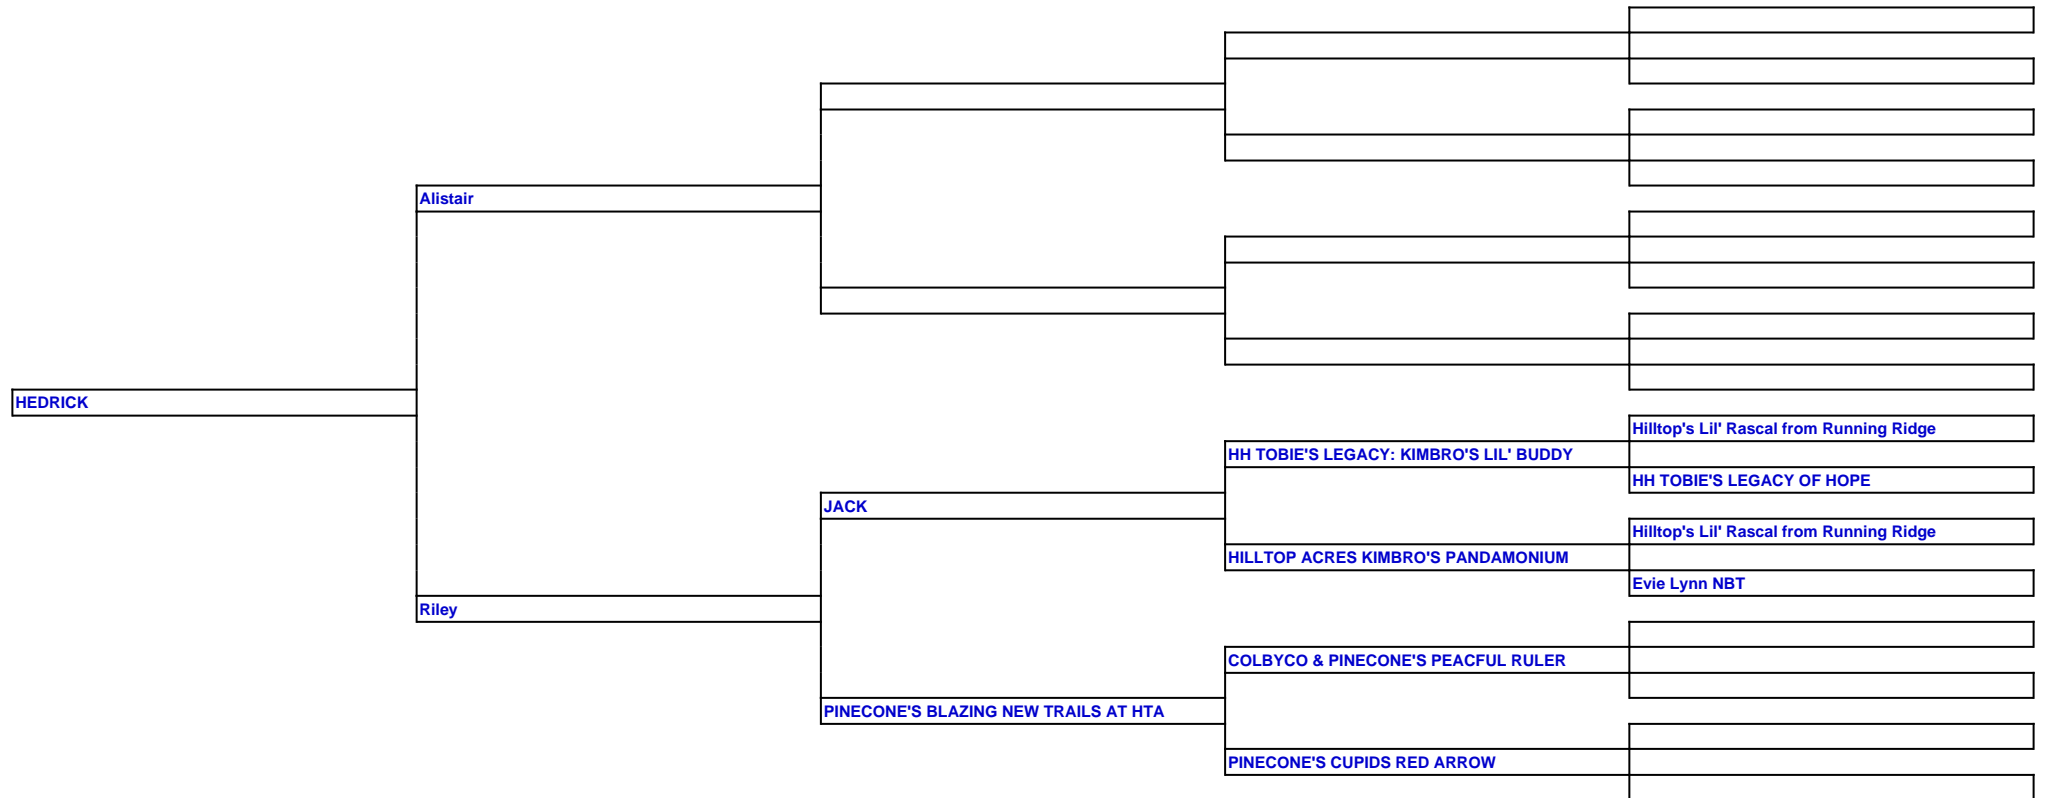 Alistair
HEDRICK
Hilltop's Lil' Rascal from Running Ridge
HH TOBIE'S LEGACY: KIMBRO'S LIL' BUDDY
HH TOBIE'S LEGACY OF HOPE
JACK
Hilltop's Lil' Rascal from Running Ridge
HILLTOP ACRES KIMBRO'S PANDAMONIUM
Evie Lynn NBT
Riley
COLBYCO & PINECONE'S PEACFUL RULER
PINECONE'S BLAZING NEW TRAILS AT HTA
PINECONE'S CUPIDS RED ARROW